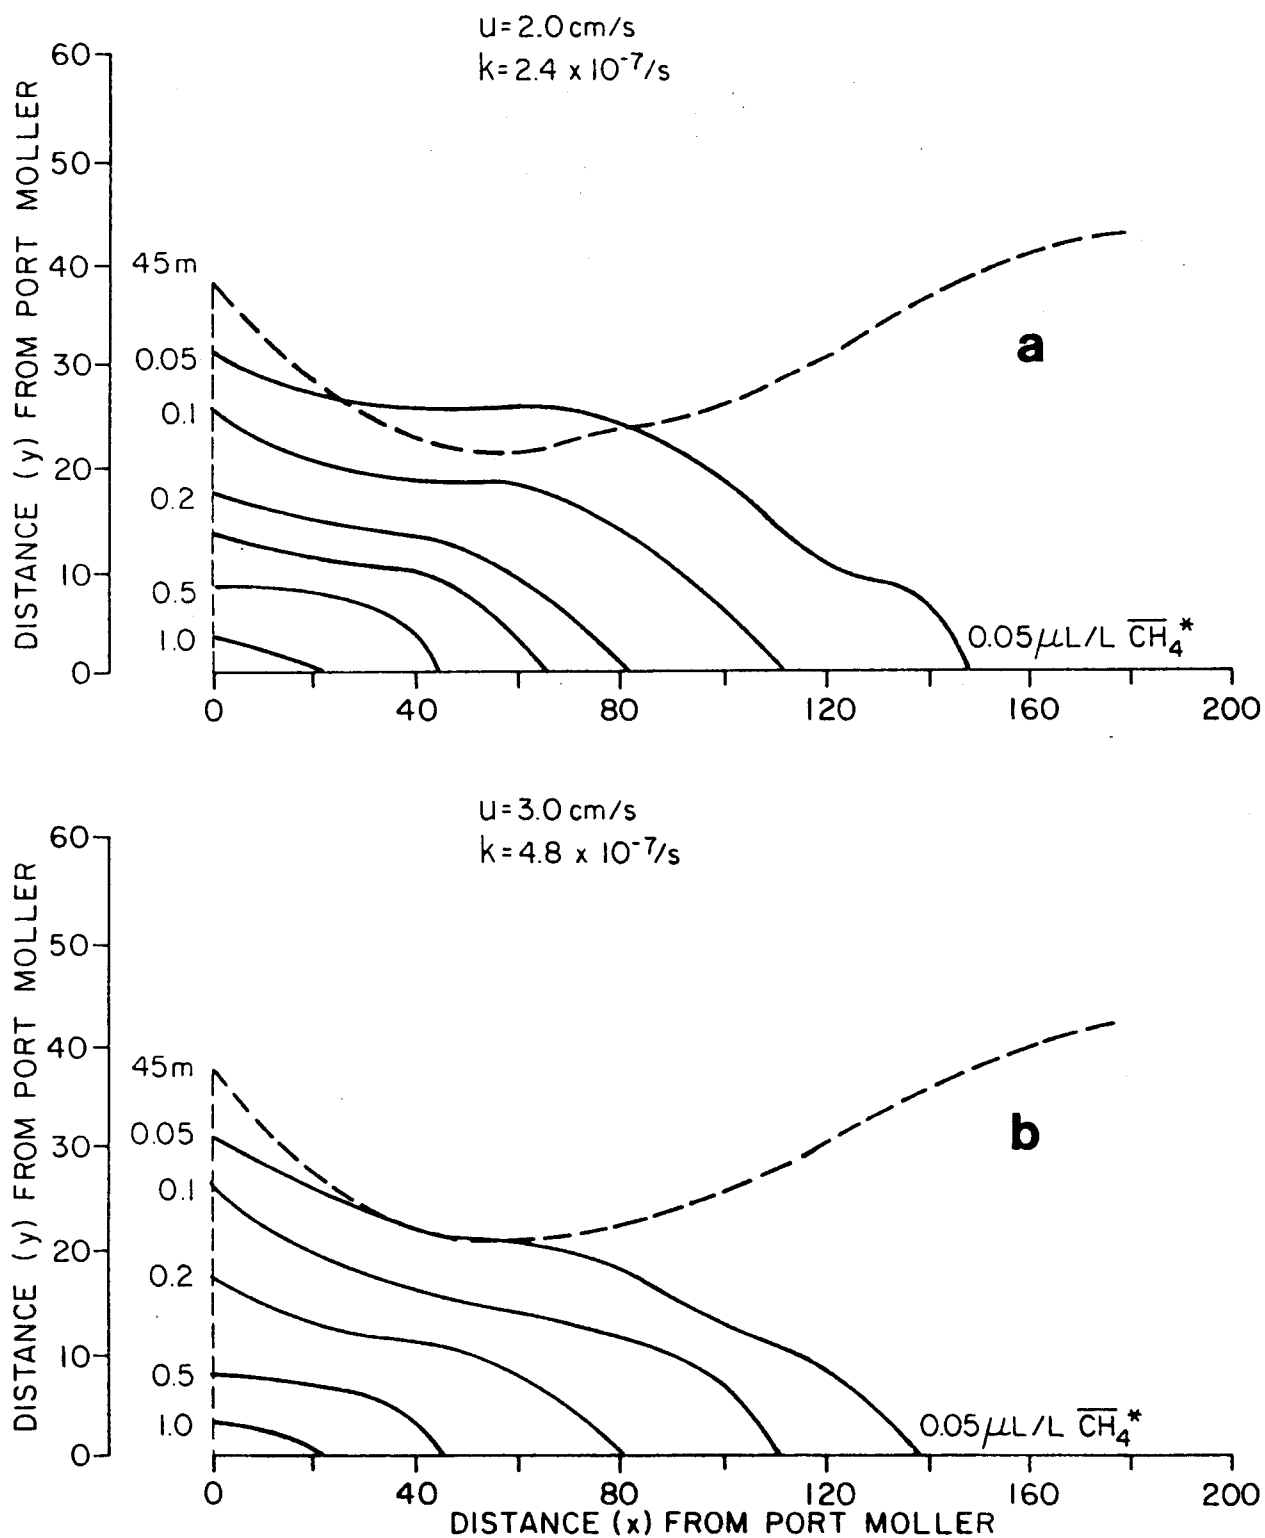 u=2.0 cm/s
k=2.4 x 10⁻⁷/s
60
50
40
30
20
10
0
DISTANCE (y) FROM PORT MOLLER
45m
0.05
0.1
0.2
0.5
1.0
a
0.05 μL/L C̅H̅₄*
0 40 80 120 160 200
u=3.0 cm/s
k=4.8 x 10⁻⁷/s
60
50
40
30
20
10
0
DISTANCE (y) FROM PORT MOLLER
45m
0.05
0.1
0.2
0.5
1.0
b
0.05 μL/L C̅H̅₄*
0 40 80 120 160 200
DISTANCE (x) FROM PORT MOLLER